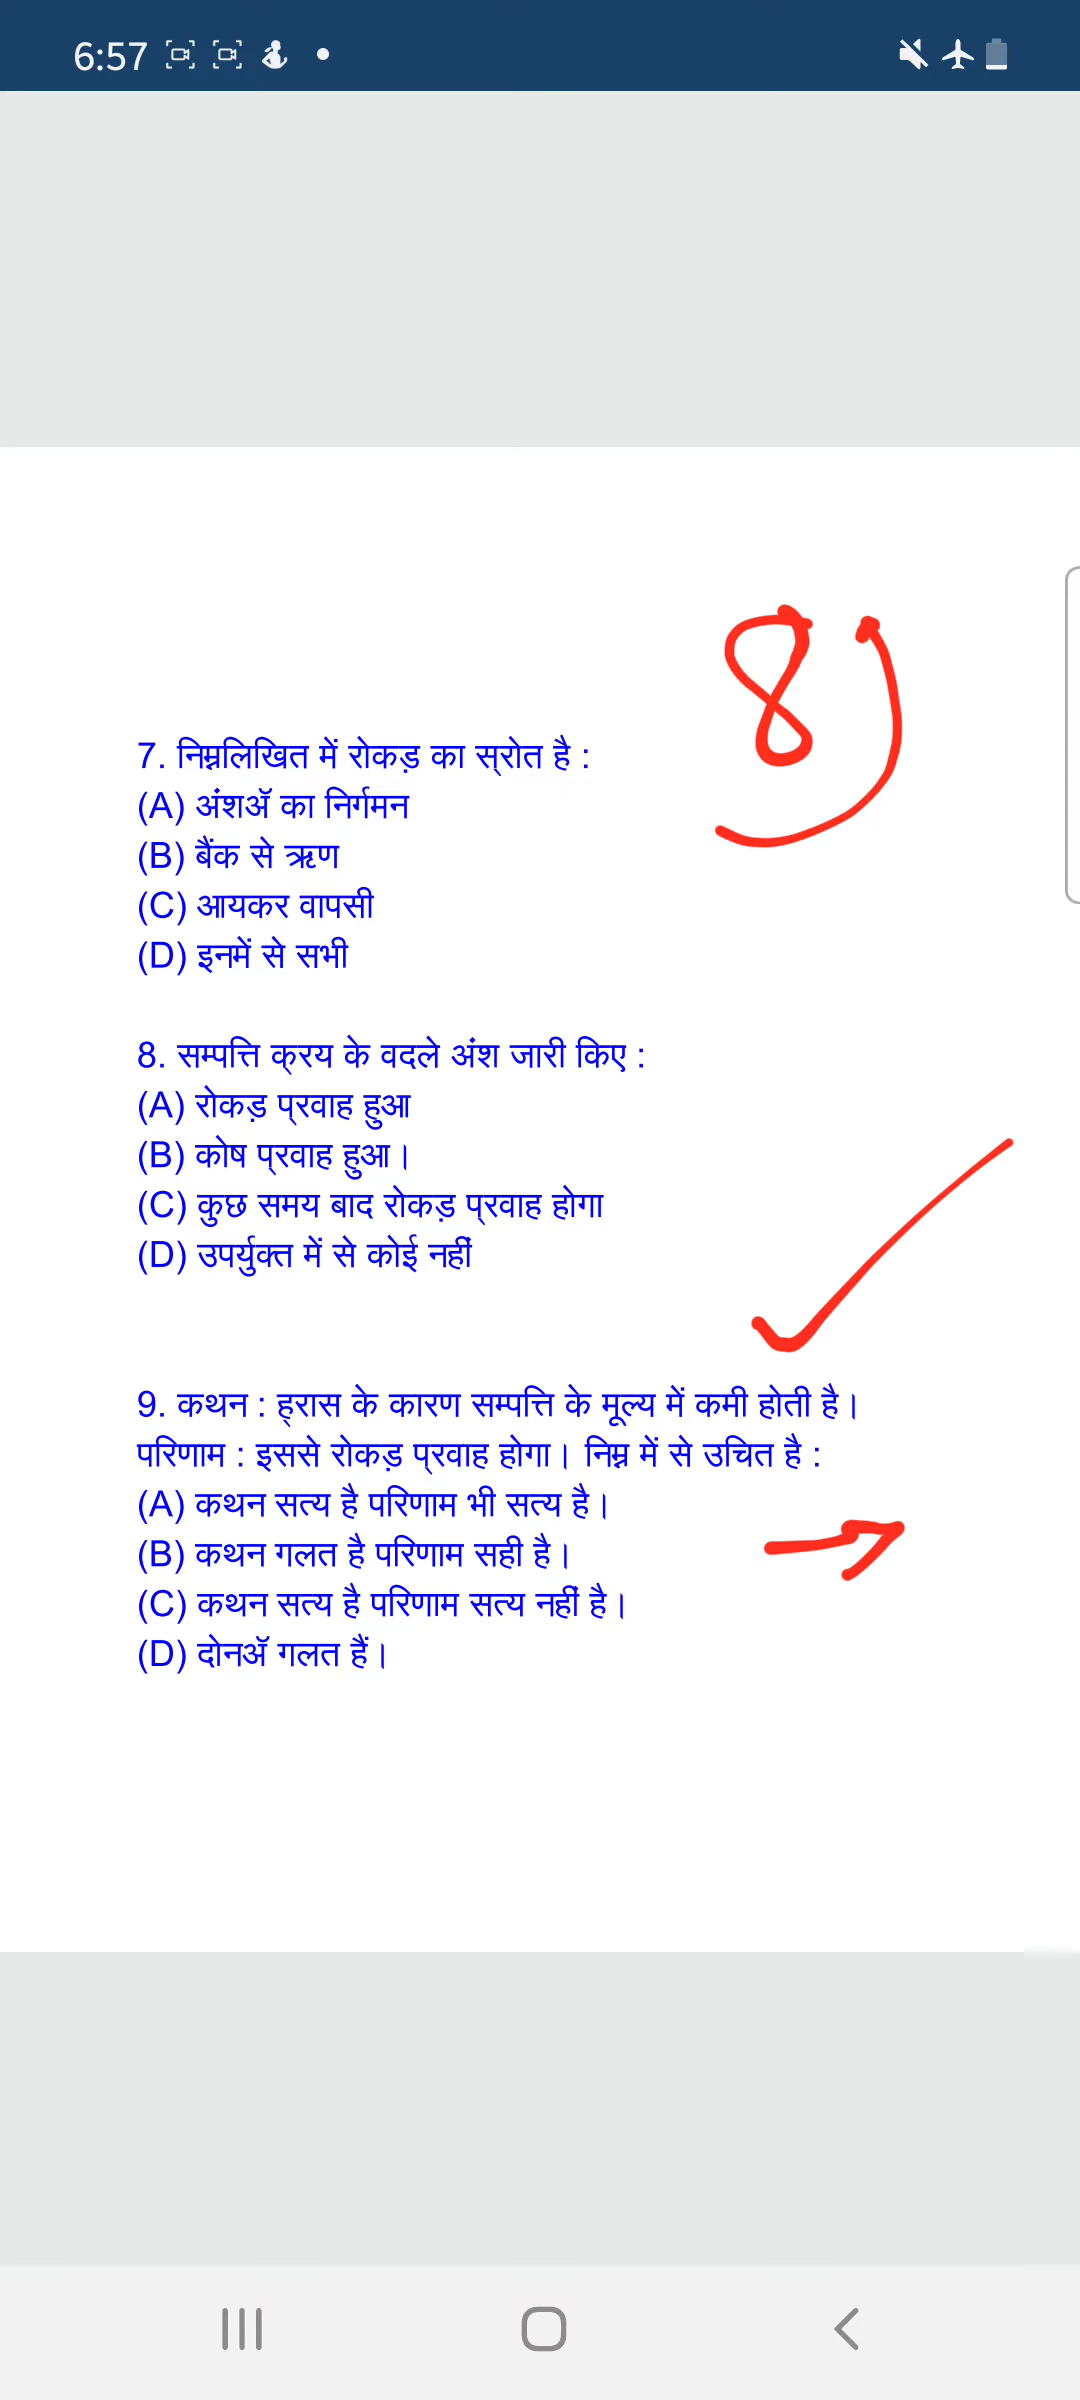 6:57
8)
7. निम्नलिखित में रोकड़ का स्रोत है :
(A) अंशऄॅ का निर्गमन
(B) बैंक से ऋण
(C) आयकर वापसी
(D) इनमें से सभी
8. सम्पत्ति क्रय के वदले अंश जारी किए :
(A) रोकड़ प्रवाह हुआ
(B) कोष प्रवाह हुआ।
(C) कुछ समय बाद रोकड़ प्रवाह होगा
(D) उपर्युक्त में से कोई नहीं
9. कथन : ह्रास के कारण सम्पत्ति के मूल्य में कमी होती है।
परिणाम : इससे रोकड़ प्रवाह होगा। निम्न में से उचित है :
(A) कथन सत्य है परिणाम भी सत्य है।
(B) कथन गलत है परिणाम सही है।
(C) कथन सत्य है परिणाम सत्य नहीं है।
(D) दोनऄॅ गलत हैं।